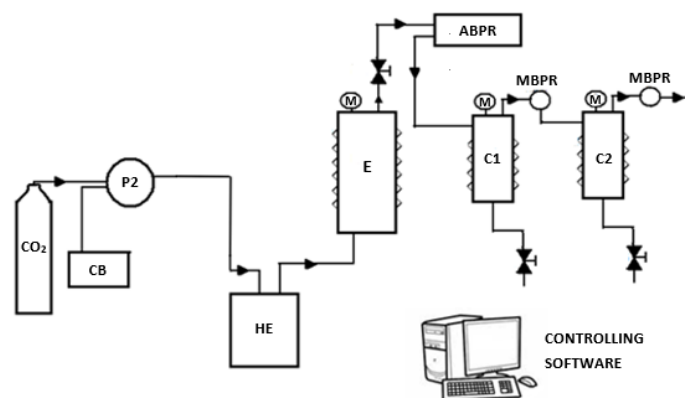 ABPR
MBPR
MBPR
M
M
M
P2
E
C1
C2
CO₂
CB
HE
CONTROLLING
SOFTWARE